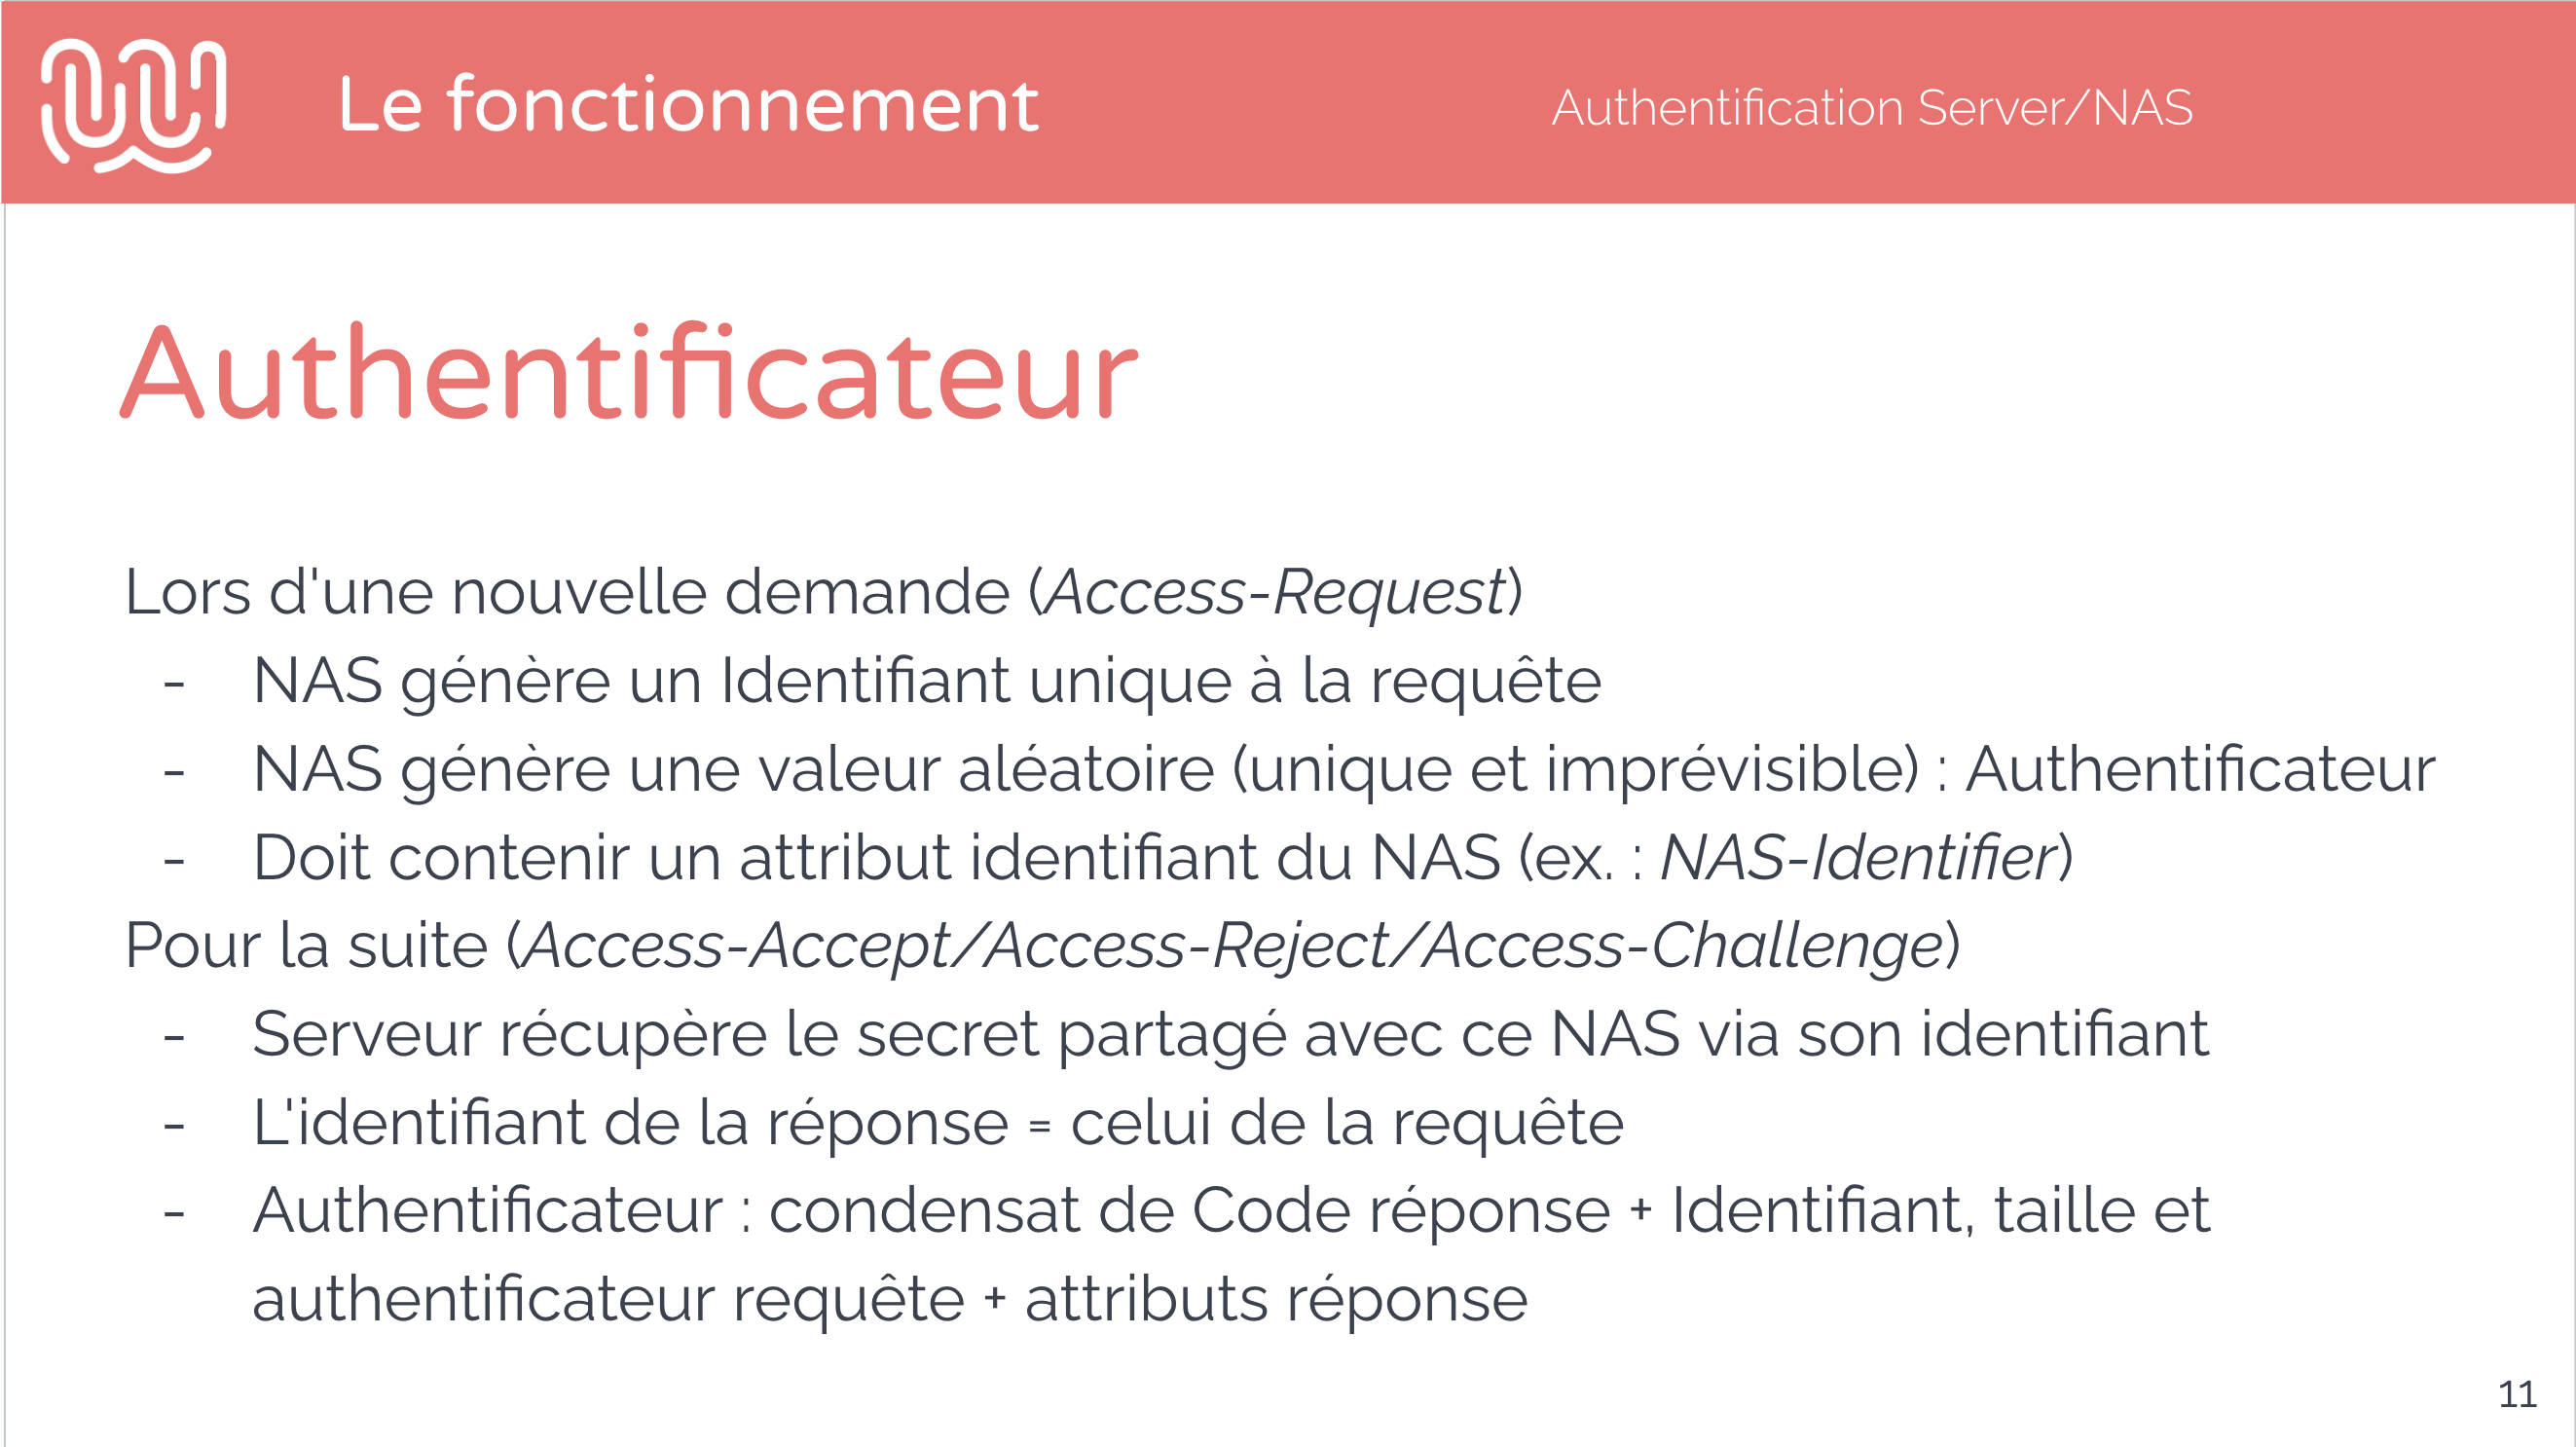 Le fonctionnement
Authentification Server/NAS
Authentificateur
Lors d'une nouvelle demande (Access-Request)
- NAS génère un Identifiant unique à la requête
- NAS génère une valeur aléatoire (unique et imprévisible) : Authentificateur
- Doit contenir un attribut identifiant du NAS (ex. : NAS-Identifier)
Pour la suite (Access-Accept/Access-Reject/Access-Challenge)
- Serveur récupère le secret partagé avec ce NAS via son identifiant
- L'identifiant de la réponse = celui de la requête
- Authentificateur : condensat de Code réponse + Identifiant, taille et
authentificateur requête + attributs réponse
11